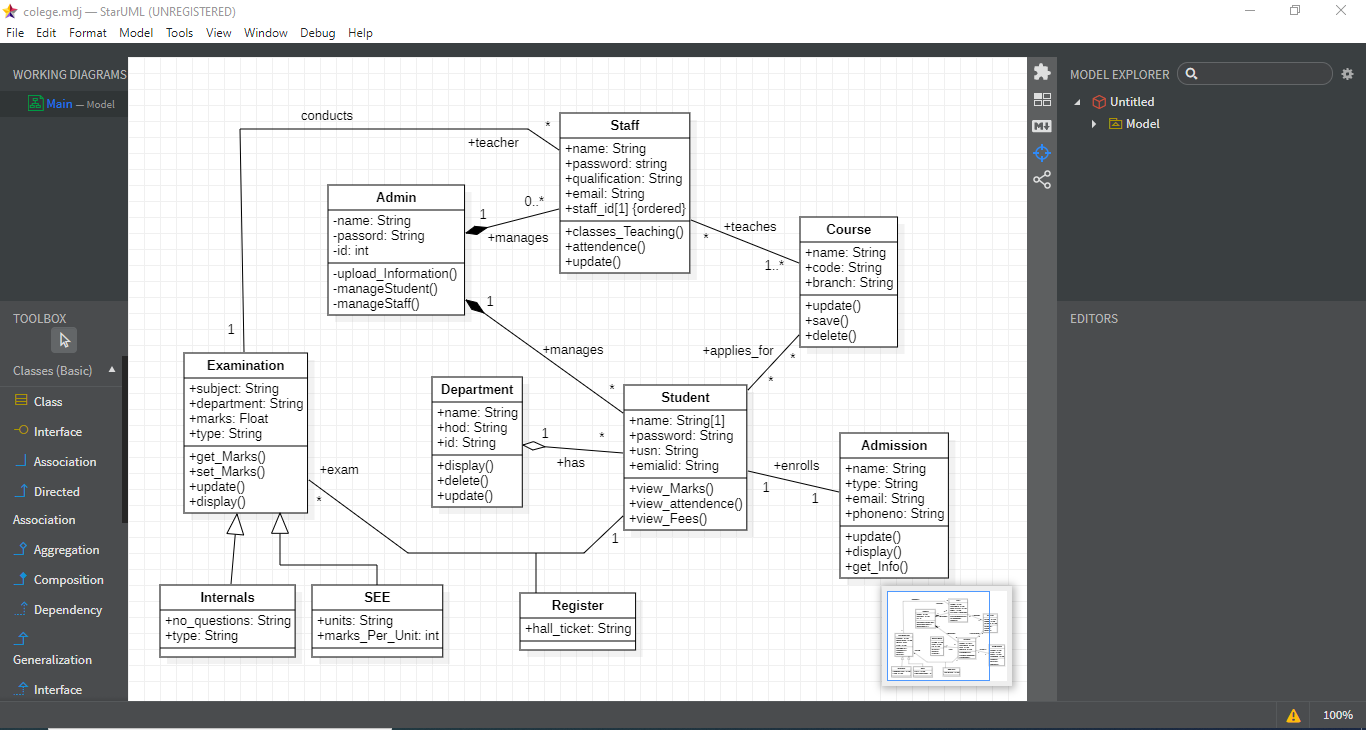 colege.mdj — StarUML (UNREGISTERED)
File Edit Format Model Tools View Window Debug Help
WORKING DIAGRAMS
Main — Model
TOOLBOX
Classes (Basic)
Class
Interface
Association
Directed
Association
Aggregation
Composition
Dependency
Generalization
Interface
conducts
*
+teacher
1
Staff
+name: String
+password: string
+qualification: String
+email: String
+staff_id[1] {ordered}
+classes_Teaching()
+attendence()
+update()
Admin
-name: String
-passord: String
-id: int
-upload_Information()
-manageStudent()
-manageStaff()
1
0..*
+manages
1
+manages
*
+teaches
*
1..*
Course
+name: String
+code: String
+branch: String
+update()
+save()
+delete()
+applies_for
*
*
Examination
+subject: String
+department: String
+marks: Float
+type: String
+get_Marks()
+set_Marks()
+update()
+display()
+exam
*
Department
+name: String
+hod: String
+id: String
+display()
+delete()
+update()
1
*
+has
Student
+name: String[1]
+password: String
+usn: String
+emialid: String
+view_Marks()
+view_attendence()
+view_Fees()
1
+enrolls
1
1
Admission
+name: String
+type: String
+email: String
+phoneno: String
+update()
+display()
+get_Info()
Internals
+no_questions: String
+type: String
SEE
+units: String
+marks_Per_Unit: int
Register
+hall_ticket: String
M
MODEL EXPLORER
Untitled
Model
EDITORS
100%